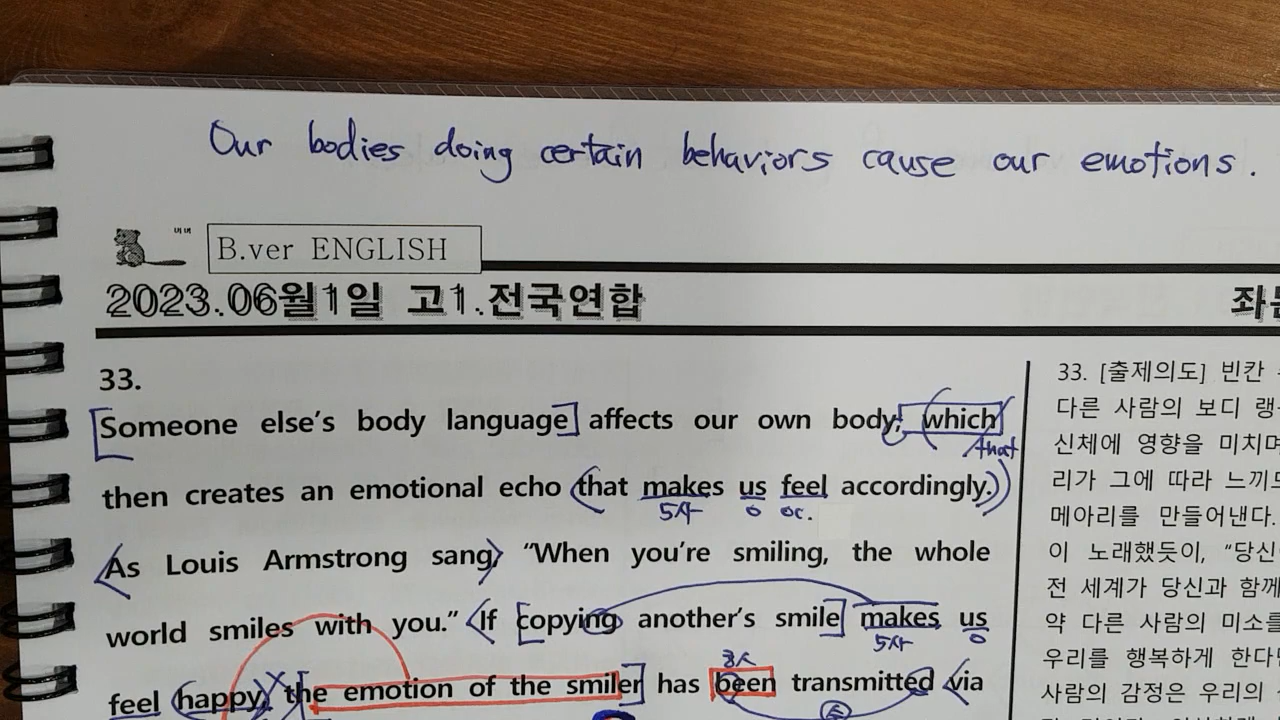 Our bodies doing certain behaviors cause our emotions.
B.ver ENGLISH
2023.06월1일 고1.전국연합
33.
Someone else's body language affects our own body, which
that
then creates an emotional echo that makes us feel accordingly.
5사 o oc.
As Louis Armstrong sang, "When you're smiling, the whole
world smiles with you." If copying another's smile makes us
5사 o
feel happy, the emotion of the smiler has been transmitted via
33. [출제의도] 빈칸
다른 사람의 보디 랭
신체에 영향을 미치며
리가 그에 따라 느끼도
메아리를 만들어낸다.
이 노래했듯이, "당신
전 세계가 당신과 함께
약 다른 사람의 미소를
우리를 행복하게 한다
사람의 감정은 우리의